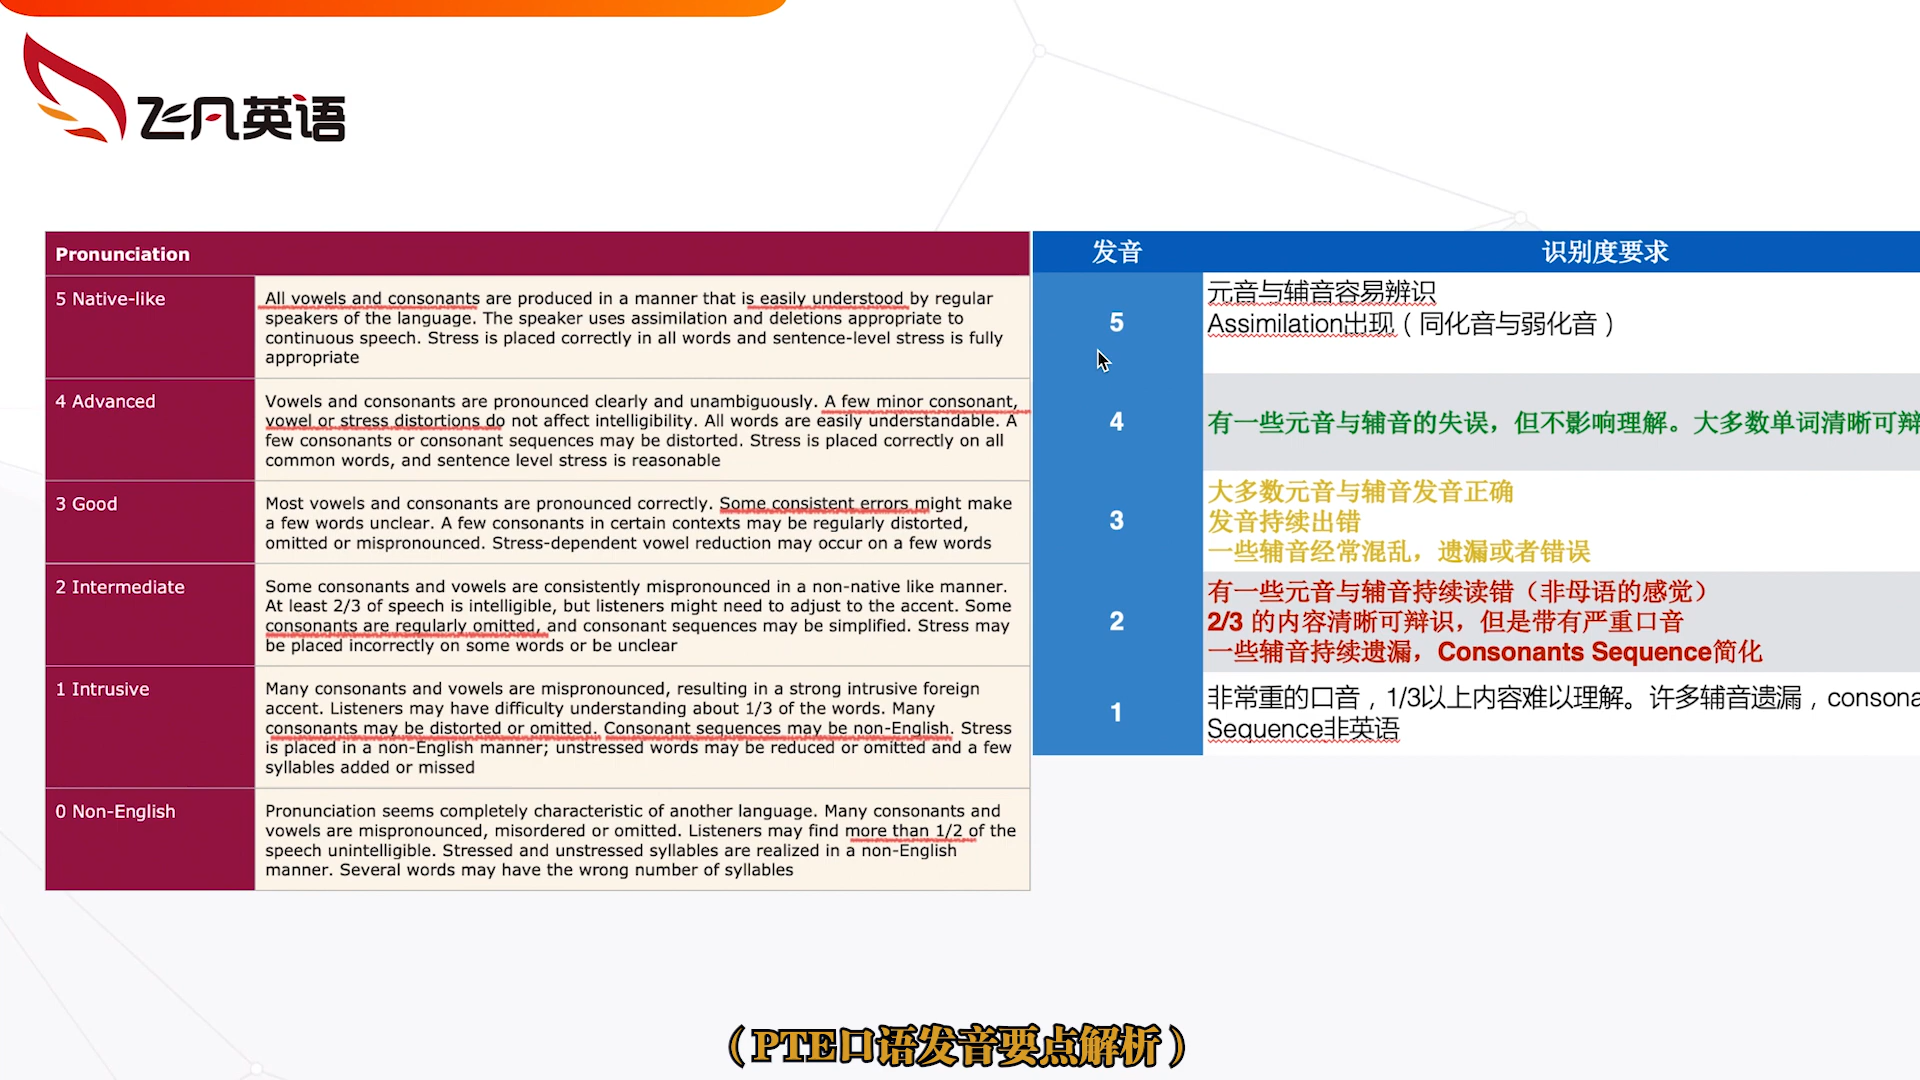 飞凡英语
Pronunciation
5 Native-like
All vowels and consonants are produced in a manner that is easily understood by regular
speakers of the language. The speaker uses assimilation and deletions appropriate to
continuous speech. Stress is placed correctly in all words and sentence-level stress is fully
appropriate
4 Advanced
Vowels and consonants are pronounced clearly and unambiguously. A few minor consonant,
vowel or stress distortions do not affect intelligibility. All words are easily understandable. A
few consonants or consonant sequences may be distorted. Stress is placed correctly on all
common words, and sentence level stress is reasonable
3 Good
Most vowels and consonants are pronounced correctly. Some consistent errors might make
a few words unclear. A few consonants in certain contexts may be regularly distorted,
omitted or mispronounced. Stress-dependent vowel reduction may occur on a few words
2 Intermediate
Some consonants and vowels are consistently mispronounced in a non-native like manner.
At least 2/3 of speech is intelligible, but listeners might need to adjust to the accent. Some
consonants are regularly omitted, and consonant sequences may be simplified. Stress may
be placed incorrectly on some words or be unclear
1 Intrusive
Many consonants and vowels are mispronounced, resulting in a strong intrusive foreign
accent. Listeners may have difficulty understanding about 1/3 of the words. Many
consonants may be distorted or omitted. Consonant sequences may be non-English. Stress
is placed in a non-English manner; unstressed words may be reduced or omitted and a few
syllables added or missed
0 Non-English
Pronunciation seems completely characteristic of another language. Many consonants and
vowels are mispronounced, misordered or omitted. Listeners may find more than 1/2 of the
speech unintelligible. Stressed and unstressed syllables are realized in a non-English
manner. Several words may have the wrong number of syllables
发音 识别度要求
5
元音与辅音容易辨识
Assimilation出现（同化音与弱化音）
4
有一些元音与辅音的失误，但不影响理解。大多数单词清晰可辩
3
大多数元音与辅音发音正确
发音持续出错
一些辅音经常混乱，遗漏或者错误
2
有一些元音与辅音持续读错（非母语的感觉）
2/3 的内容清晰可辩识，但是带有严重口音
一些辅音持续遗漏，Consonants Sequence简化
1
非常重的口音，1/3以上内容难以理解。许多辅音遗漏，consona
Sequence非英语
（PTE口语发音要点解析）